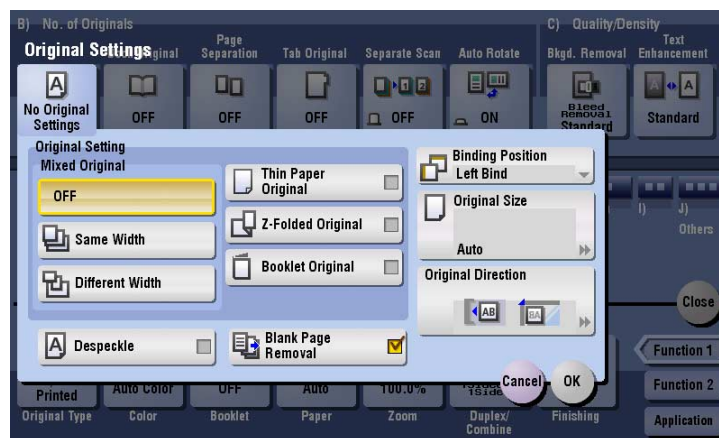 B) No. of Originals
C) Quality/Density
Original Settings
Original
Page
Separation
Tab Original
Separate Scan
Auto Rotate
Bkgd. Removal
Text
Enhancement
No Original
Settings
OFF
OFF
OFF
OFF
ON
Bleed
Removal
Standard
Standard
Original Setting
Mixed Original
OFF
Same Width
Different Width
Thin Paper
Original
Z-Folded Original
Booklet Original
Binding Position
Left Bind
Original Size
Auto
Original Direction
Despeckle
Blank Page
Removal
Cancel
OK
I)
J)
Others
Close
Function 1
Function 2
Application
Printed
Auto Color
OFF
Auto
100.0%
Original Type
Color
Booklet
Paper
Zoom
Duplex/
Combine
Finishing